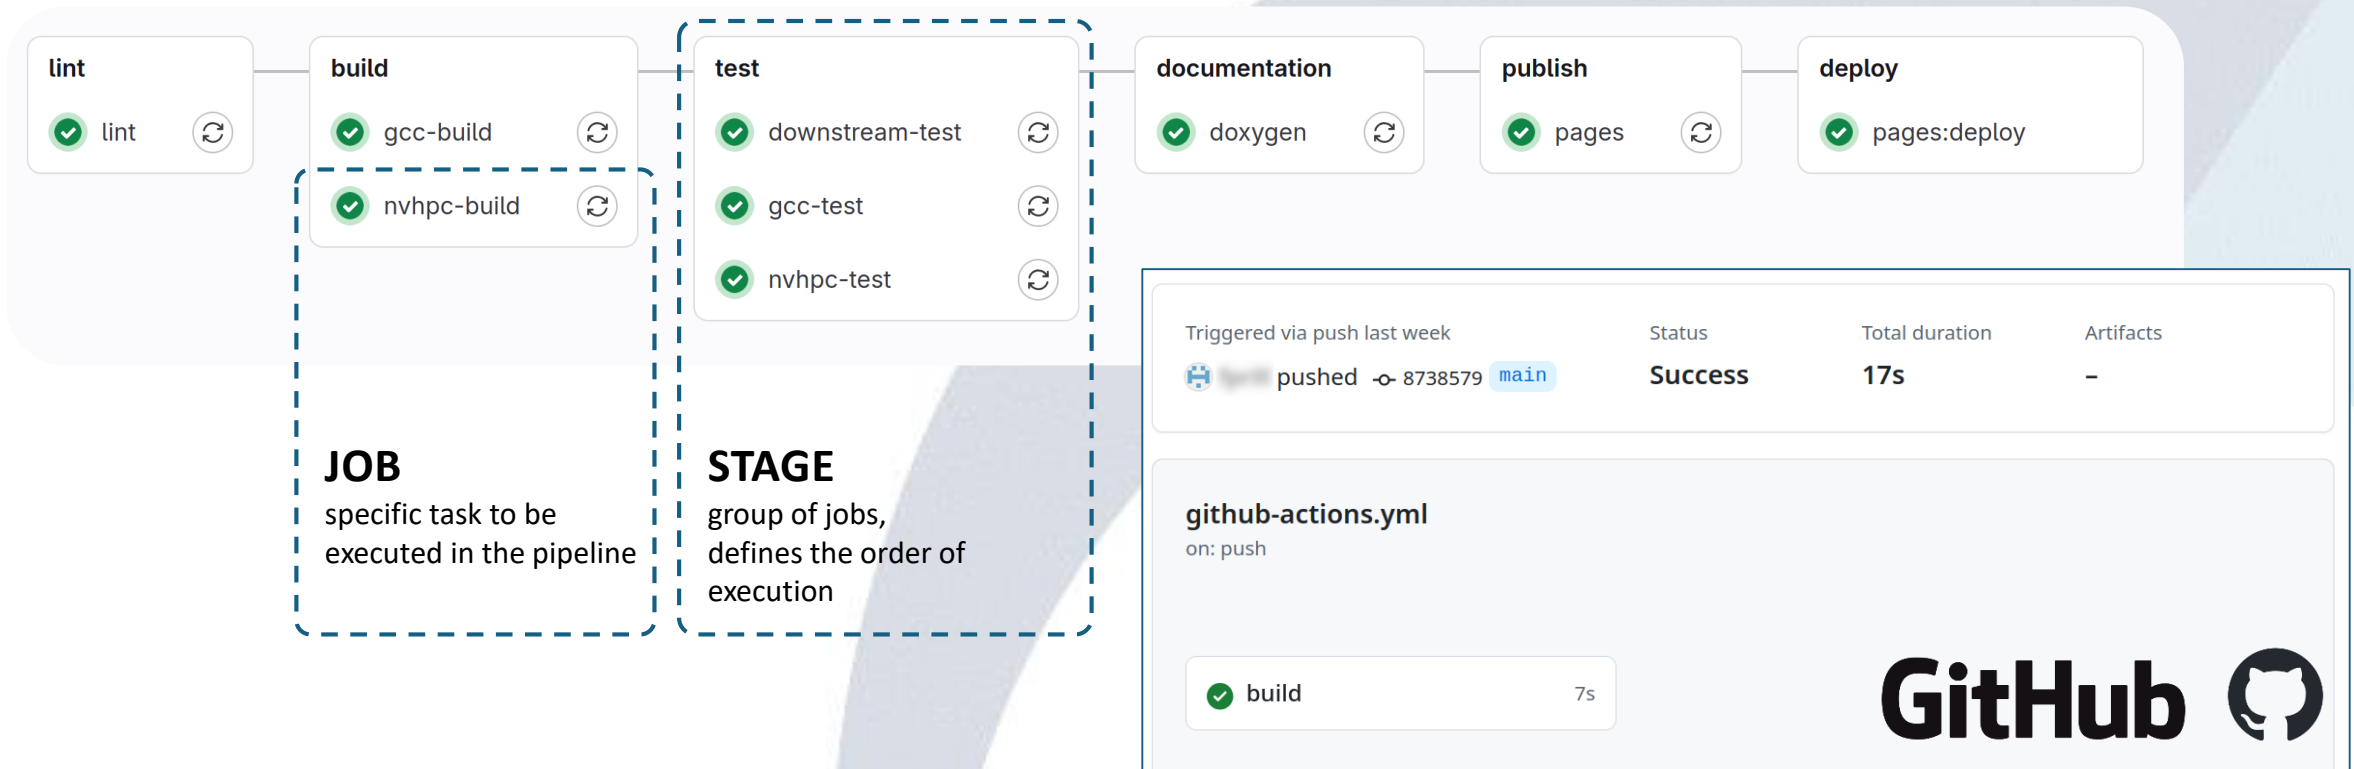 lint
lint
build
gcc-build
nvhpc-build
test
downstream-test
gcc-test
nvhpc-test
documentation
doxygen
publish
pages
deploy
pages:deploy
JOB
specific task to be
executed in the pipeline
STAGE
group of jobs,
defines the order of
execution
Triggered via push last week
pushed 8738579 main
Status
Success
Total duration
17s
Artifacts
–
github-actions.yml
on: push
build 7s
GitHub